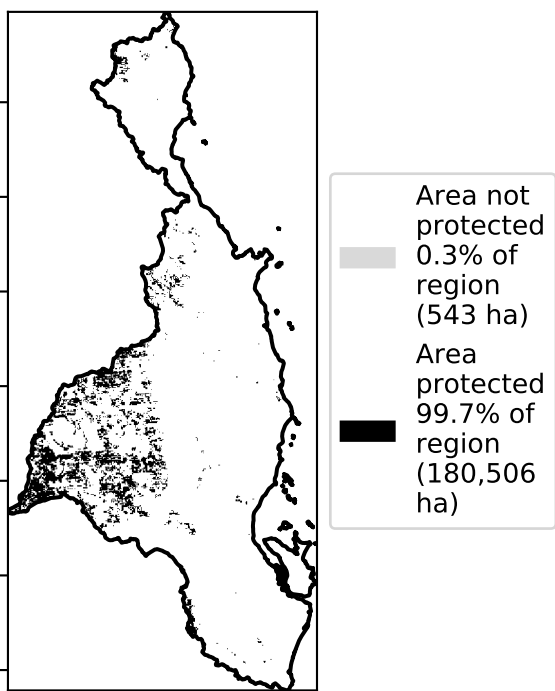 Area not
protected
0.3% of
region
(543 ha)
Area
protected
99.7% of
region
(180,506
ha)